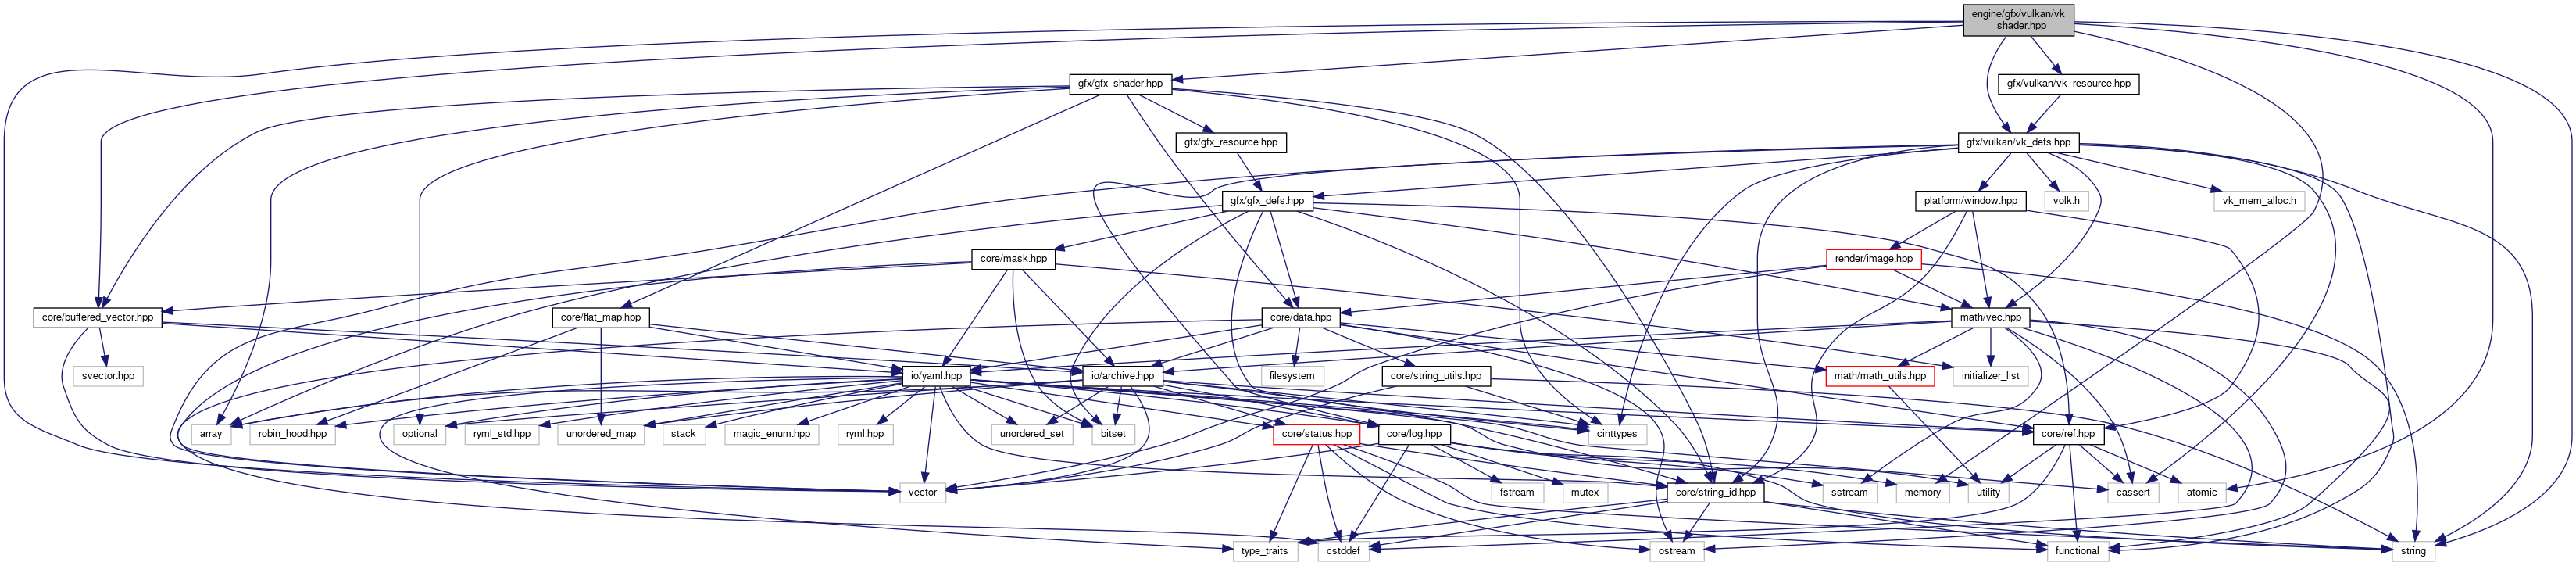 engine/gfx/vulkan/vk
_shader.hpp
gfx/gfx_shader.hpp
gfx/vulkan/vk_resource.hpp
gfx/gfx_resource.hpp
gfx/vulkan/vk_defs.hpp
gfx/gfx_defs.hpp
platform/window.hpp
volk.h
vk_mem_alloc.h
core/mask.hpp
render/image.hpp
core/buffered_vector.hpp
core/flat_map.hpp
core/data.hpp
math/vec.hpp
svector.hpp
io/yaml.hpp
io/archive.hpp
filesystem
core/string_utils.hpp
math/math_utils.hpp
initializer_list
array
robin_hood.hpp
optional
ryml_std.hpp
unordered_map
stack
magic_enum.hpp
ryml.hpp
unordered_set
bitset
core/status.hpp
core/log.hpp
cinttypes
core/ref.hpp
vector
fstream
mutex
core/string_id.hpp
sstream
memory
utility
cassert
atomic
type_traits
cstddef
ostream
functional
string